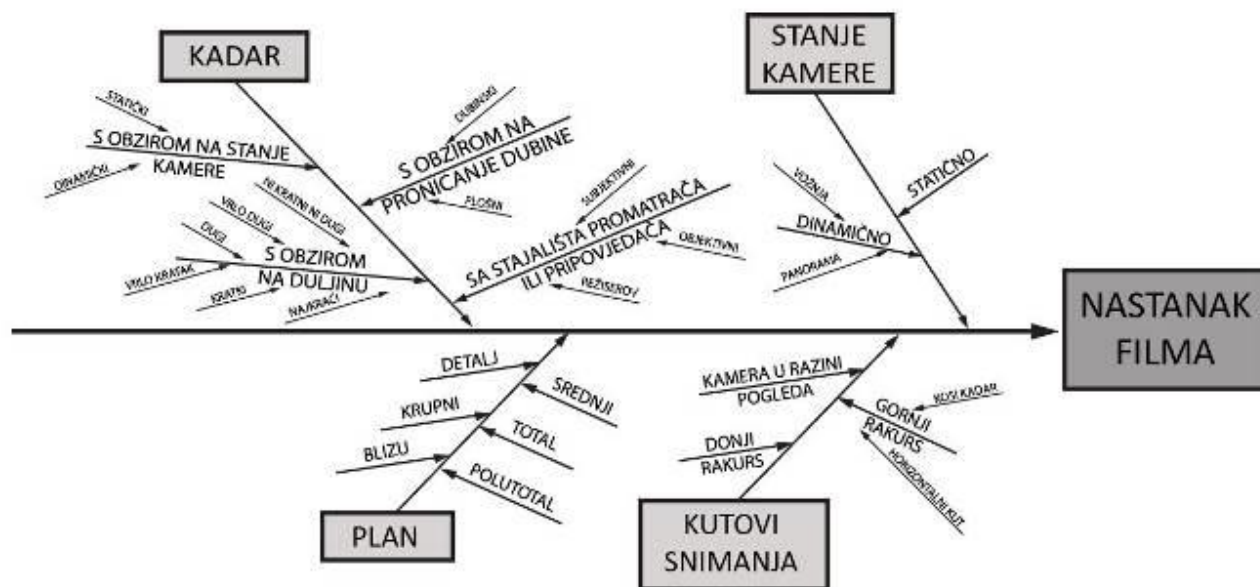 KADAR
STATIČKI
S OBZIROM NA STANJE
KAMERE
DINAMIČKI
DUBINSKI
S OBZIROM NA
PRONICANJE DUBINE
PLOŠNI
NI KRATNI NI DUGI
VRLO DUGI
DUGI
S OBZIROM
NA DULJINU
VRLO KRATAK
KRATKI
NAJKRAĆI
SUBJEKTIVNI
SA STAJALIŠTA PROMATRAČA
ILI PRIPOVJEDAČA
OBJEKTIVNI
REŽISEROV
STANJE
KAMERE
STATIČNO
VOŽNJA
DINAMIČNO
PANORAMA
NASTANAK
FILMA
DETALJ
SREDNJI
KRUPNI
TOTAL
BLIZU
POLUTOTAL
PLAN
KAMERA U RAZINI
POGLEDA
KOSI KADAR
GORNJI
RAKURS
DONJI
RAKURS
HORIZONTALNI KUT
KUTOVI
SNIMANJA